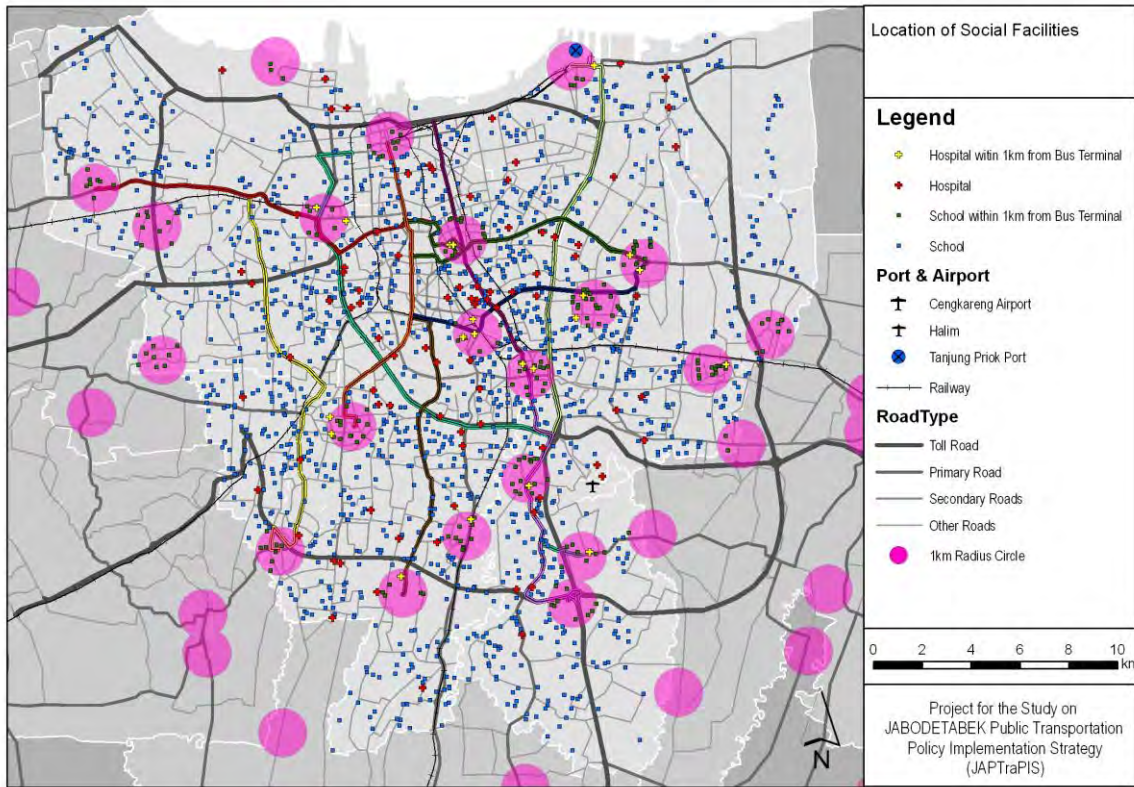 Location of Social Facilities
Legend
Hospital witin 1km from Bus Terminal
Hospital
School within 1km from Bus Terminal
School
Port & Airport
Cengkareng Airport
Halim
Tanjung Priok Port
Railway
RoadType
Toll Road
Primary Road
Secondary Roads
Other Roads
1km Radius Circle
0 2 4 6 8 10
km
Project for the Study on
JABODETABEK Public Transportation
Policy Implementation Strategy
(JAPTraPIS)
N